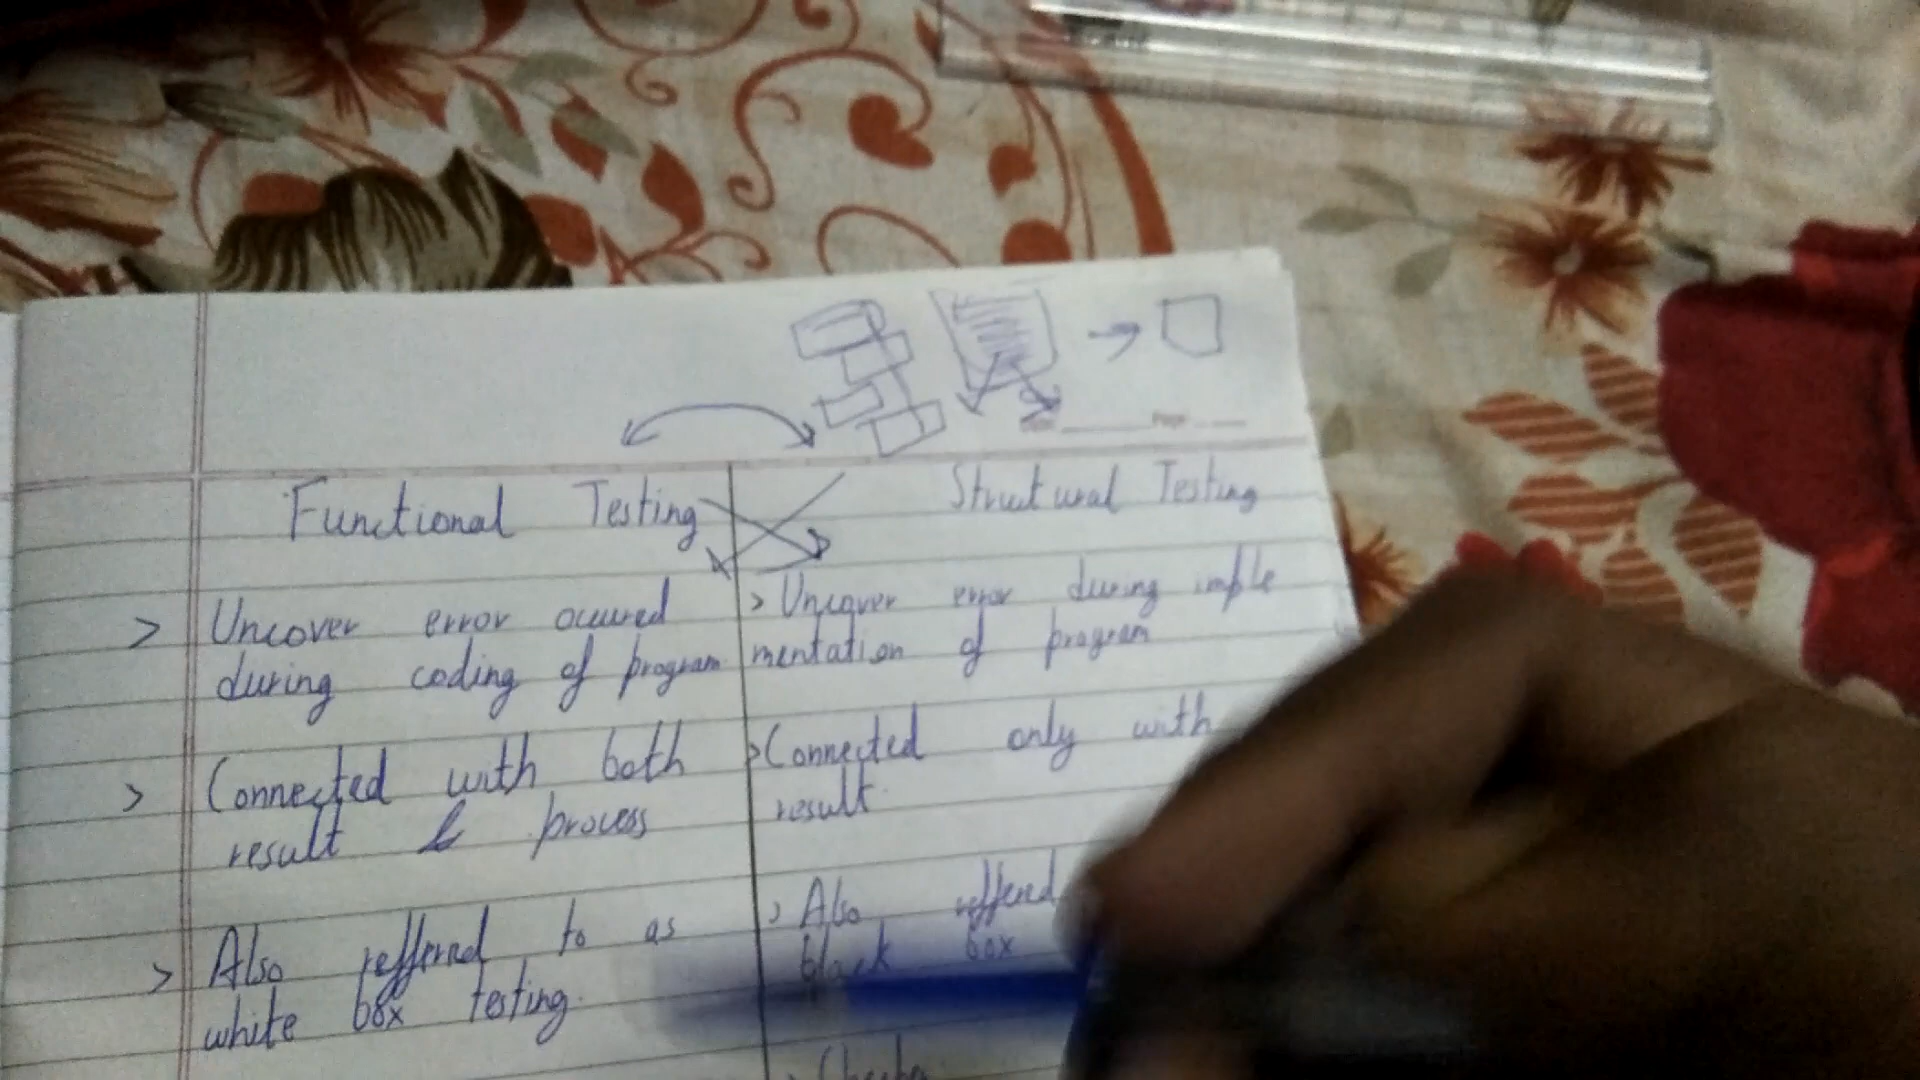 Date Page
Functional Testing
> Uncover error occured
during coding of program
> Connected with both
result & process
> Also reffered to as
white box testing.
Structural Testing
> Uncover error during imple
mentation of program
> Connected only with
result.
> Also reffered
black box